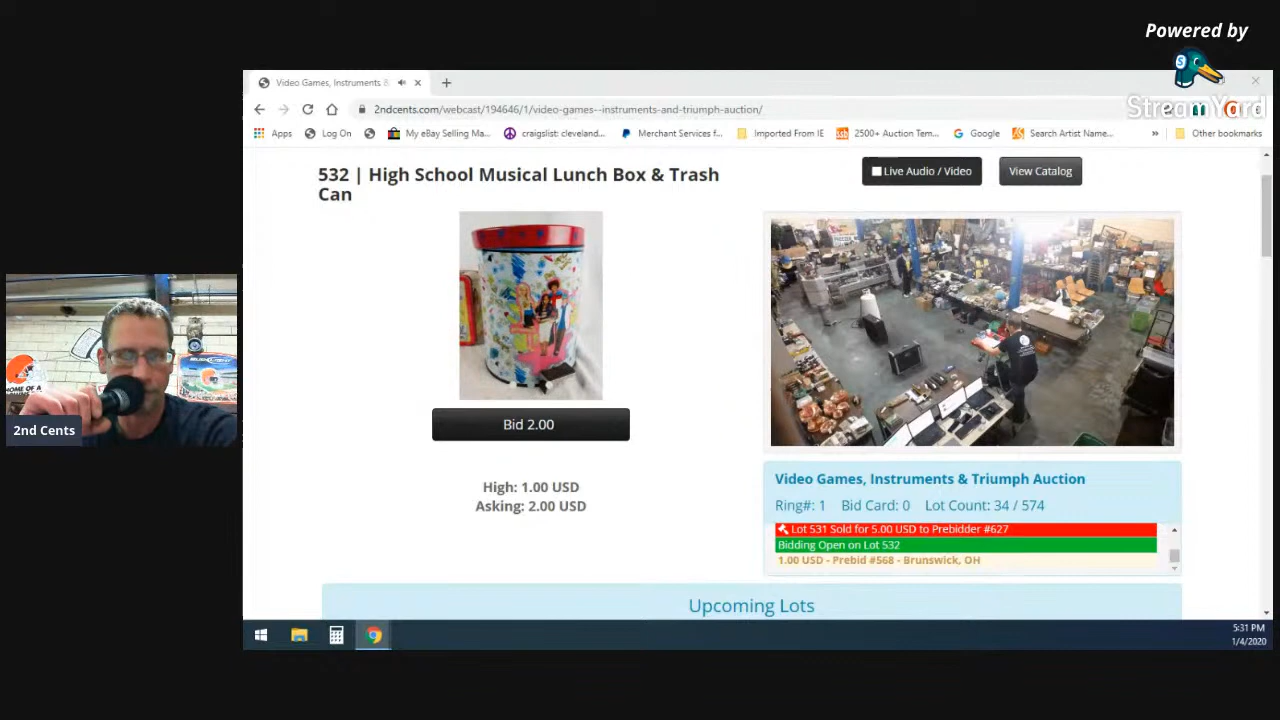 Powered by
StreamYard
Video Games, Instruments &
2ndcents.com/webcast/194646/1/video-games--instruments-and-triumph-auction/
Apps
Log On
My eBay Selling Ma...
craigslist: cleveland...
Merchant Services f...
Imported From IE
2500+ Auction Tem...
Google
Search Artist Name...
»
Other bookmarks
532 | High School Musical Lunch Box & Trash
Can
Live Audio / Video
View Catalog
Bid 2.00
High: 1.00 USD
Asking: 2.00 USD
HOME OF A
2nd Cents
Video Games, Instruments & Triumph Auction
Ring#: 1 Bid Card: 0 Lot Count: 34 / 574
Lot 531 Sold for 5.00 USD to Prebidder #627
Bidding Open on Lot 532
1.00 USD - Prebid #568 - Brunswick, OH
Upcoming Lots
5:31 PM
1/4/2020